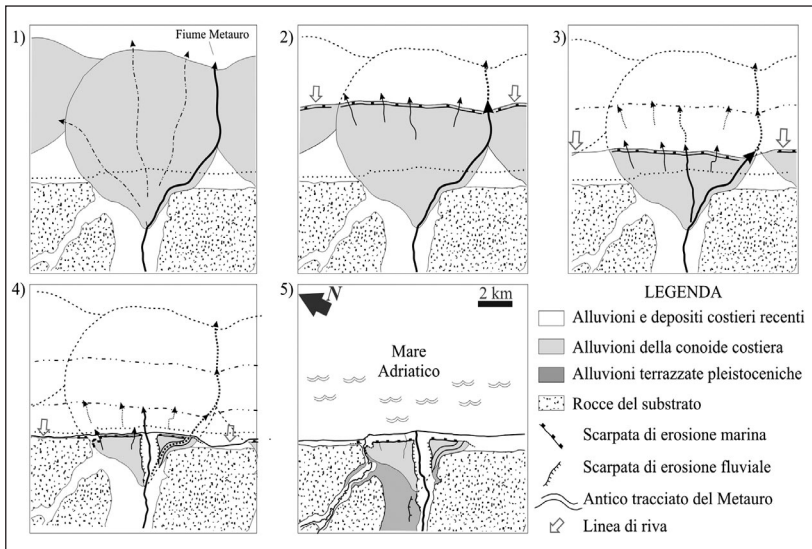 1)
Fiume Metauro
2)
3)
4)
5)
N
2 km
Mare
Adriatico
LEGENDA
Alluvioni e depositi costieri recenti
Alluvioni della conoide costiera
Alluvioni terrazzate pleistoceniche
Rocce del substrato
Scarpata di erosione marina
Scarpata di erosione fluviale
Antico tracciato del Metauro
Linea di riva